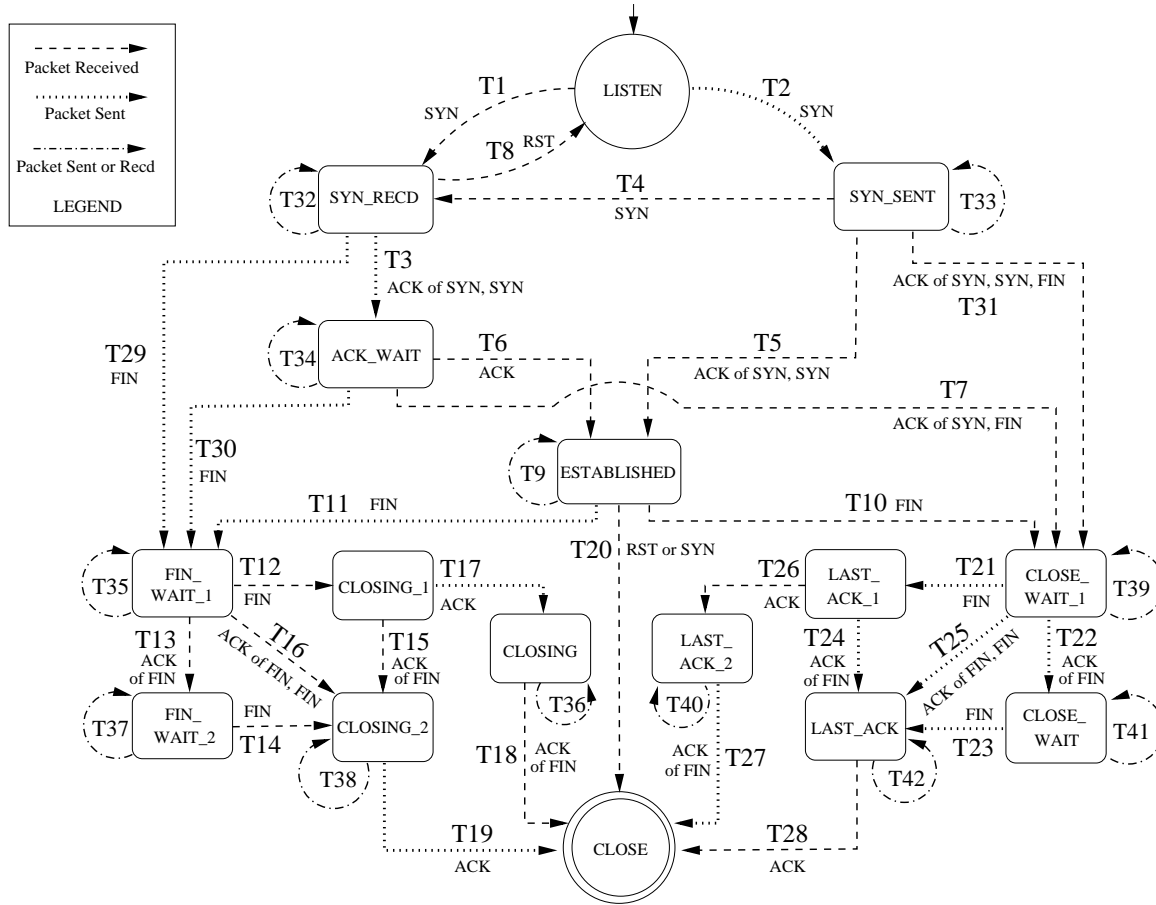 Packet Received
Packet Sent
Packet Sent or Recd
LEGEND
LISTEN
T1
SYN
T2
SYN
T8
RST
T32
SYN_RECD
T4
SYN
SYN_SENT
T33
T3
ACK of SYN, SYN
ACK of SYN, SYN, FIN
T31
T29
FIN
T34
ACK_WAIT
T6
ACK
T5
ACK of SYN, SYN
T7
ACK of SYN, FIN
T30
FIN
T9
ESTABLISHED
T11
FIN
T10
FIN
T20
RST or SYN
T35
FIN_
WAIT_1
T12
FIN
CLOSING_1
T17
ACK
T26
ACK
LAST_
ACK_1
T21
FIN
CLOSE_
WAIT_1
T39
T13
ACK
of FIN
T16
ACK of FIN, FIN
T15
ACK
of FIN
CLOSING
T36
LAST_
ACK_2
T40
T24
ACK
of FIN
T25
ACK of FIN, FIN
T22
ACK
of FIN
T37
FIN_
WAIT_2
FIN
T14
CLOSING_2
T38
T18
ACK
of FIN
ACK
of FIN
T27
LAST_ACK
T42
FIN
T23
CLOSE_
WAIT
T41
T19
ACK
CLOSE
T28
ACK